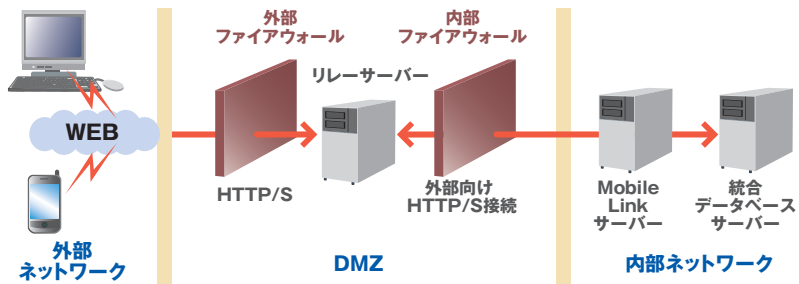 外部
ファイアウォール
内部
ファイアウォール
リレーサーバー
WEB
HTTP/S
外部向け
HTTP/S接続
Mobile
Link
サーバー
統合
データベース
サーバー
外部
ネットワーク
DMZ
内部ネットワーク